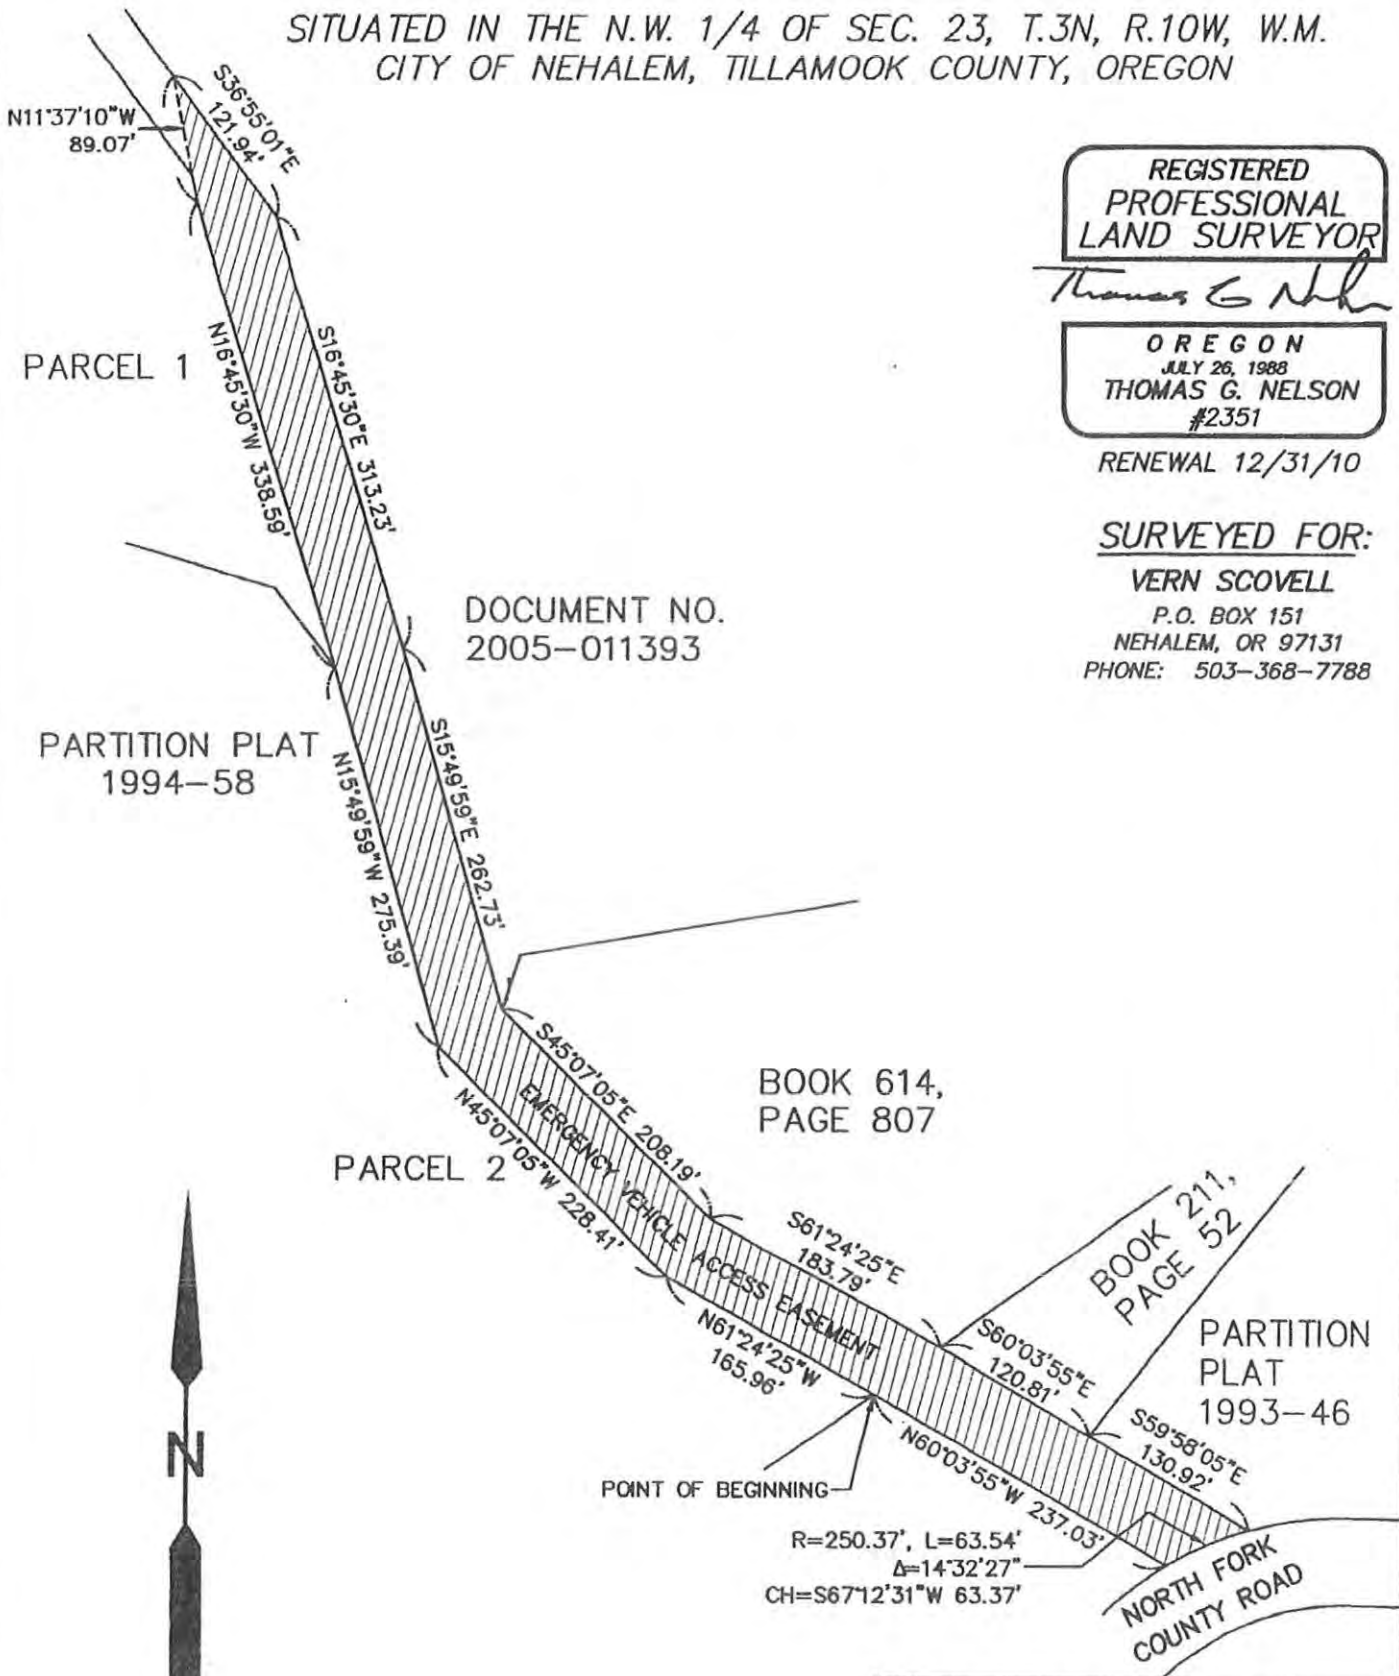 SITUATED IN THE N.W. 1/4 OF SEC. 23, T.3N, R.10W, W.M.
CITY OF NEHALEM, TILLAMOOK COUNTY, OREGON
N11°37'10"W
89.07'
S36°55'01"E
121.94'
REGISTERED
PROFESSIONAL
LAND SURVEYOR
Thomas G Nelson
OREGON
JULY 26, 1988
THOMAS G. NELSON
#2351
RENEWAL 12/31/10
SURVEYED FOR:
VERN SCOVELL
P.O. BOX 151
NEHALEM, OR 97131
PHONE: 503-368-7788
PARCEL 1
N16°45'30"W 338.59'
S16°45'30"E 313.23'
DOCUMENT NO.
2005-011393
PARTITION PLAT
1994-58
N15°49'59"W 275.39'
S15°49'59"E 262.73'
S45°07'05"E 208.19'
BOOK 614,
PAGE 807
EMERGENCY VEHICLE ACCESS EASEMENT
N45°07'05"W 228.41'
PARCEL 2
S61°24'25"E
183.79'
BOOK 211,
PAGE 52
N61°24'25"W
165.96'
S60°03'55"E
120.81'
PARTITION
PLAT
1993-46
S59°58'05"E
130.92'
N60°03'55"W 237.03'
POINT OF BEGINNING
R=250.37', L=63.54'
Δ=14°32'27"
CH=S67°12'31"W 63.37'
NORTH FORK
COUNTY ROAD
N